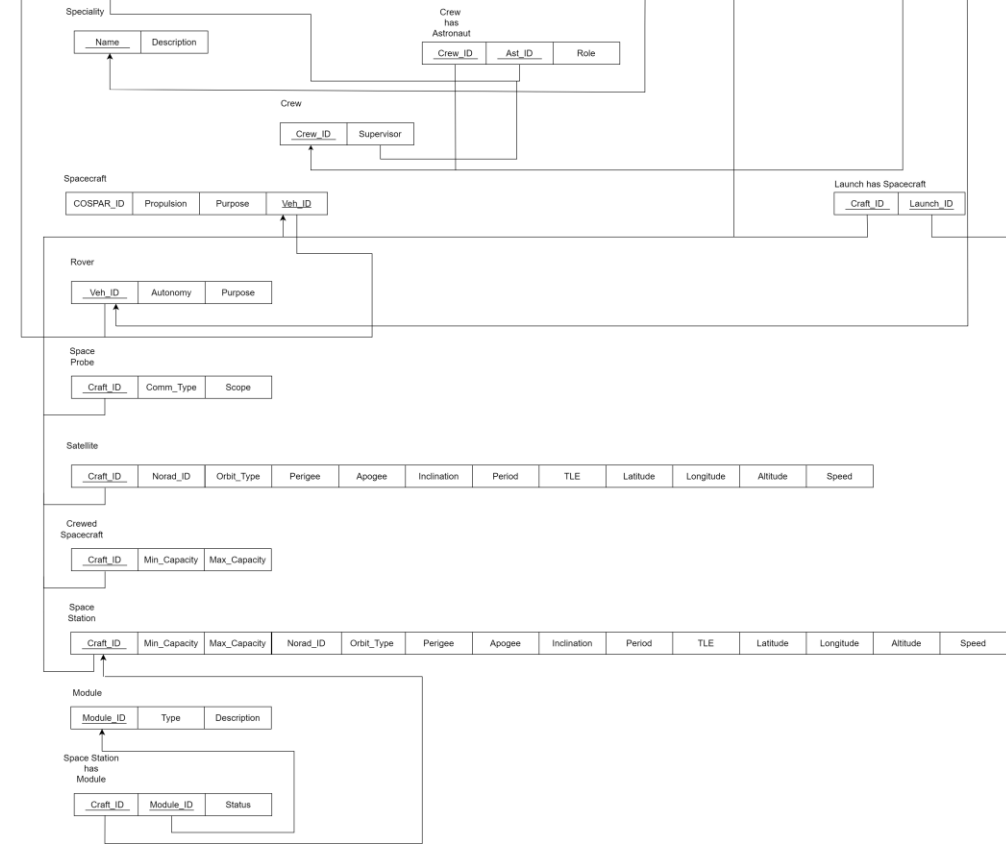 Speciality
Name Description
Crew
has
Astronaut
Crew_ID Ast_ID Role
Crew
Crew_ID Supervisor
Spacecraft
COSPAR_ID Propulsion Purpose Veh_ID
Launch has Spacecraft
Craft_ID Launch_ID
Rover
Veh_ID Autonomy Purpose
Space
Probe
Craft_ID Comm_Type Scope
Satellite
Craft_ID Norad_ID Orbit_Type Perigee Apogee Inclination Period TLE Latitude Longitude Altitude Speed
Crewed
Spacecraft
Craft_ID Min_Capacity Max_Capacity
Space
Station
Craft_ID Min_Capacity Max_Capacity Norad_ID Orbit_Type Perigee Apogee Inclination Period TLE Latitude Longitude Altitude Speed
Module
Module_ID Type Description
Space Station
has
Module
Craft_ID Module_ID Status